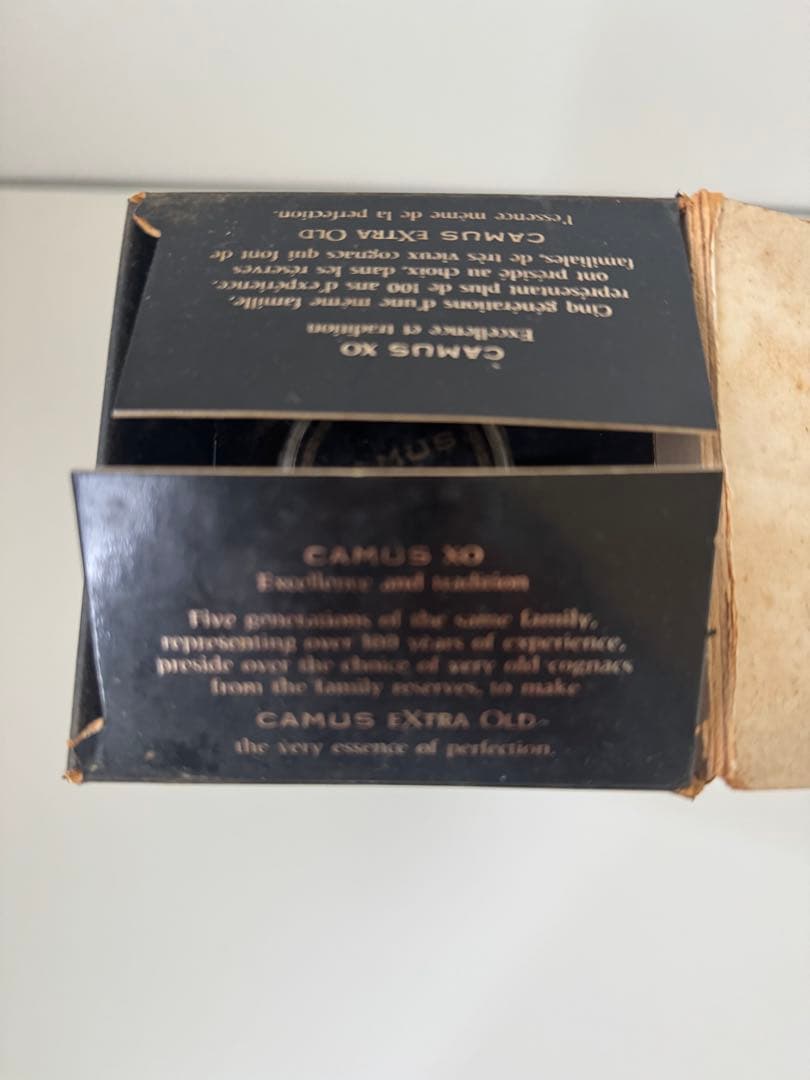 CAMUS XO
Excellence et tradition
Cinq générations d'une même famille,
représentant plus de 100 ans d'expérience,
ont présidé au choix, dans les réserves
familiales, de très vieux cognacs qui font de
CAMUS EXTRA OLD
l'essence même de la perfection.
CAMUS
CAMUS XO
Excellence and tradition
Five generations of the same family,
representing over 100 years of experience,
preside over the choice of very old cognacs
from the family reserves, to make
CAMUS EXTRA OLD
the very essence of perfection.